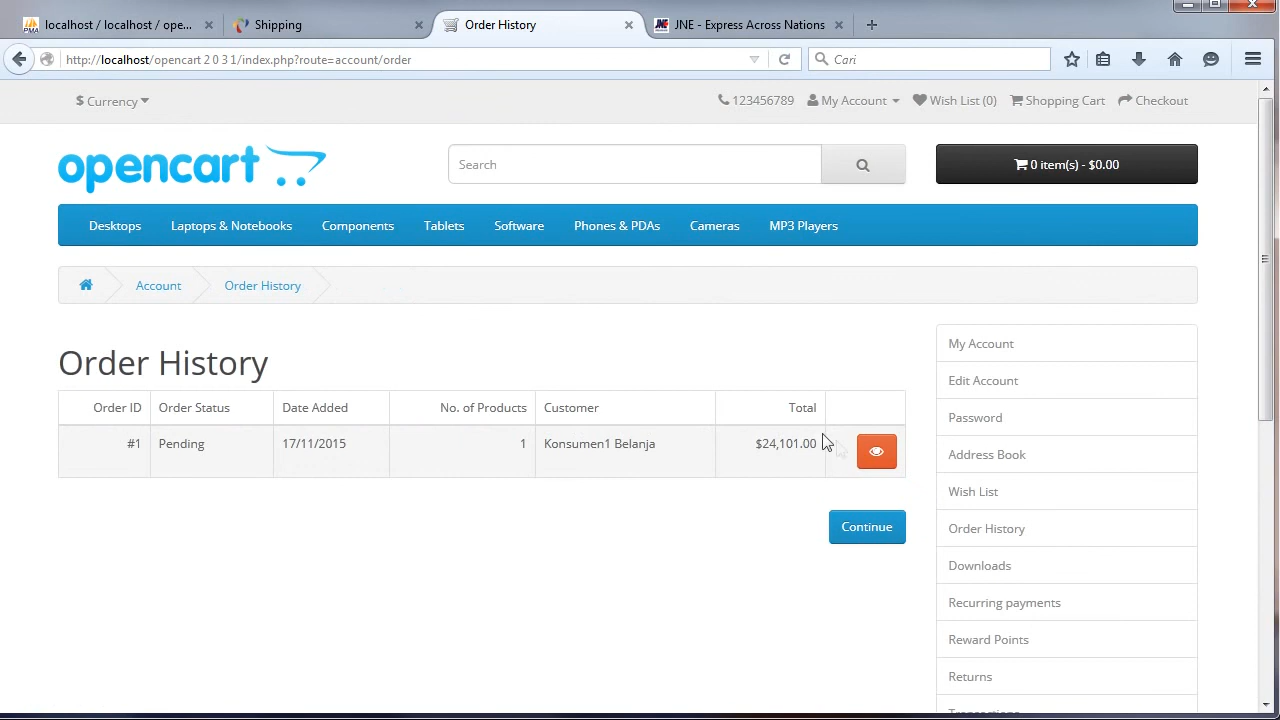 localhost / localhost / ope...
Shipping
Order History
JNE - Express Across Nations
http://localhost/opencart 2 0 3 1/index.php?route=account/order
Cari
$ Currency
123456789
My Account
Wish List (0)
Shopping Cart
Checkout
opencart
Search
0 item(s) - $0.00
Desktops
Laptops & Notebooks
Components
Tablets
Software
Phones & PDAs
Cameras
MP3 Players
Account
Order History
Order History
Order ID Order Status Date Added No. of Products Customer Total
#1 Pending 17/11/2015 1 Konsumen1 Belanja $24,101.00
Continue
My Account
Edit Account
Password
Address Book
Wish List
Order History
Downloads
Recurring payments
Reward Points
Returns
Transactions